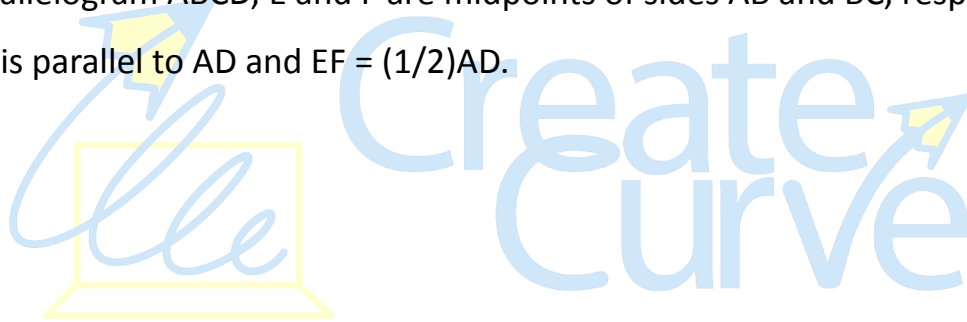 allelogram ABCD, E and F are midpoints of sides AB and BC, resp
is parallel to AD and EF = (1/2)AD.
Create
Curve